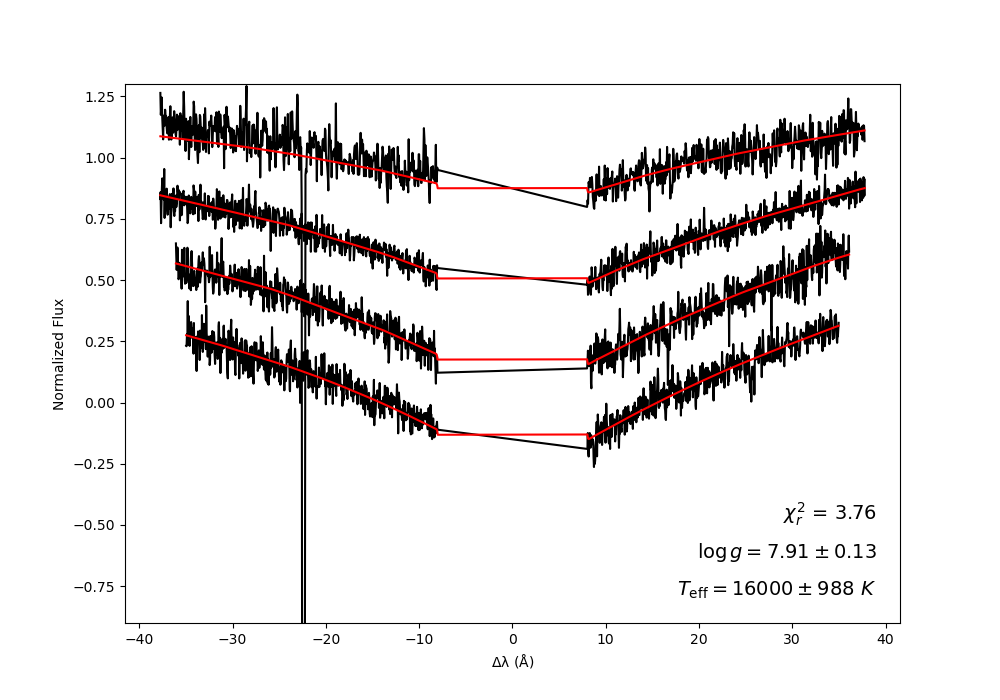 1.25
1.00
0.75
0.50
0.25
0.00
−0.25
−0.50
−0.75
Normalized Flux
χ²ᵣ = 3.76
log g = 7.91 ± 0.13
T_eff = 16000 ± 988 K
−40 −30 −20 −10 0 10 20 30 40
Δλ (Å)